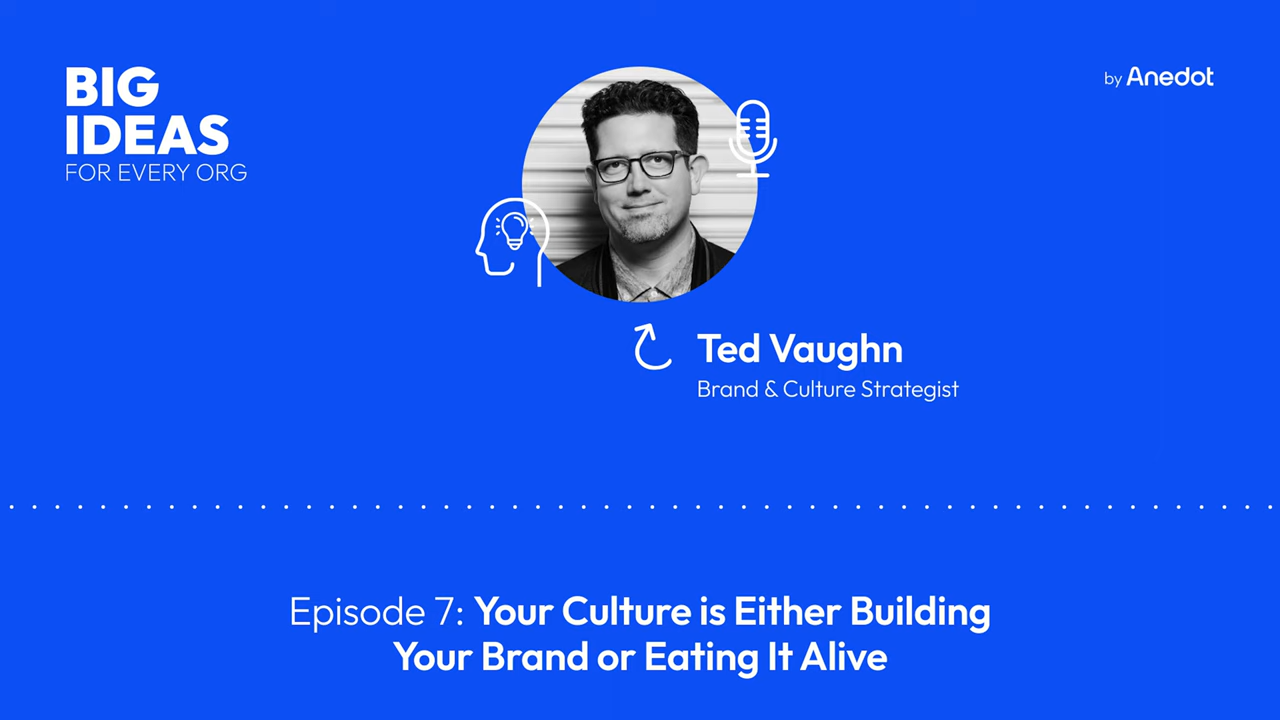 BIG
IDEAS
FOR EVERY ORG
by Anedot
Ted Vaughn
Brand & Culture Strategist
Episode 7: Your Culture is Either Building
Your Brand or Eating It Alive